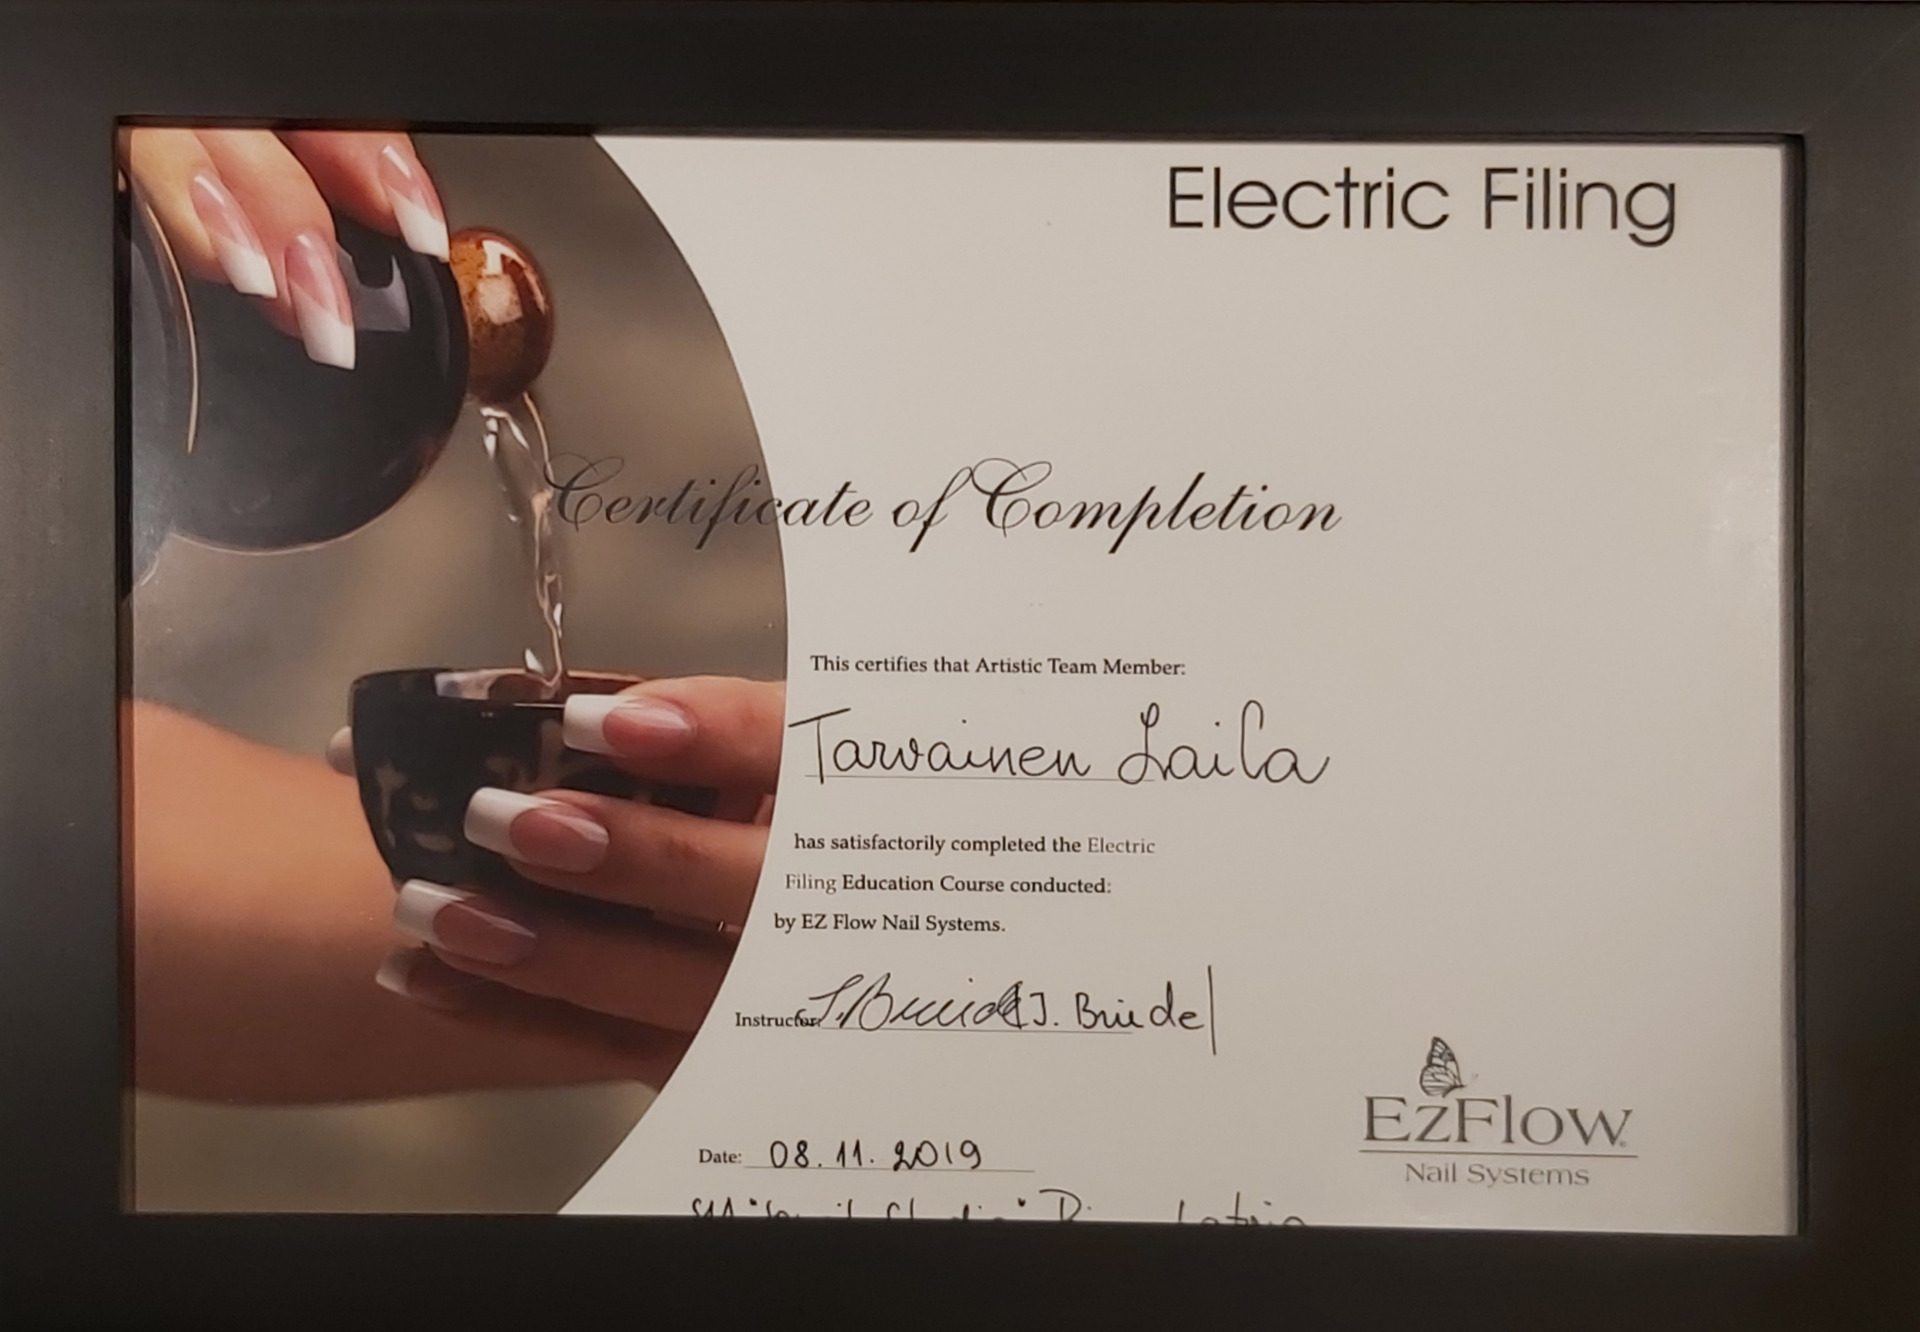 Electric Filing
Certificate of Completion
This certifies that Artistic Team Member:
Tarvainen Laila
has satisfactorily completed the Electric
Filing Education Course conducted:
by EZ Flow Nail Systems.
Instructor: J. Briedel
Date: 08.11.2019
EzFlow
Nail Systems